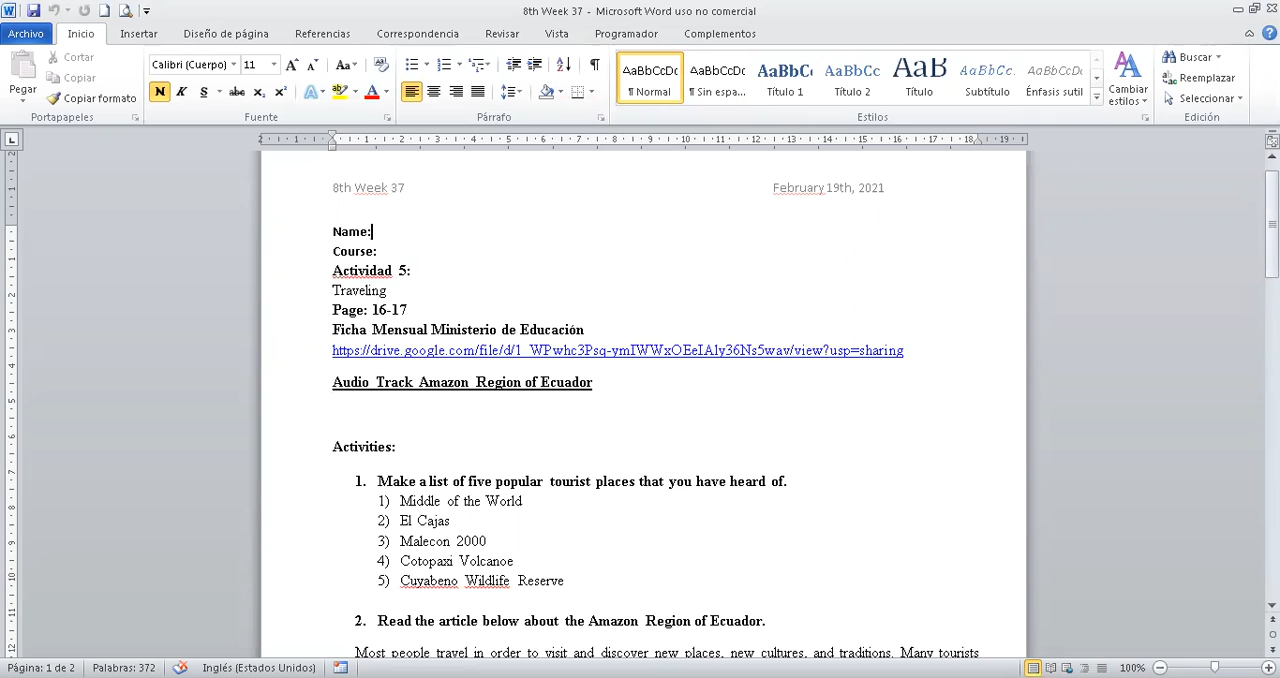 8th Week 37 - Microsoft Word uso no comercial
Archivo Inicio Insertar Diseño de página Referencias Correspondencia Revisar Vista Programador Complementos
Cortar
Copiar
Copiar formato
Pegar
Portapapeles
Calibri (Cuerpo) 11
N K S abc
Fuente
Párrafo
AaBbCcDc AaBbCcDc AaBbC AaBbCc AaB AaBbCc. AaBbCcDc
¶ Normal ¶ Sin espa... Título 1 Título 2 Título Subtítulo Énfasis sutil
Cambiar estilos
Estilos
Buscar
Reemplazar
Seleccionar
Edición
8th Week 37 February 19th, 2021
Name:
Course:
Actividad 5:
Traveling
Page: 16-17
Ficha Mensual Ministerio de Educación
https://drive.google.com/file/d/1_WPwhc3Psq-ymIWWxOEeIAly36Ns5wav/view?usp=sharing
Audio Track Amazon Region of Ecuador
Activities:
1. Make a list of five popular tourist places that you have heard of.
1) Middle of the World
2) El Cajas
3) Malecon 2000
4) Cotopaxi Volcanoe
5) Cuyabeno Wildlife Reserve
2. Read the article below about the Amazon Region of Ecuador.
Most people travel in order to visit and discover new places, new cultures, and traditions. Many tourists
Página: 1 de 2 Palabras: 372 Inglés (Estados Unidos) 100%